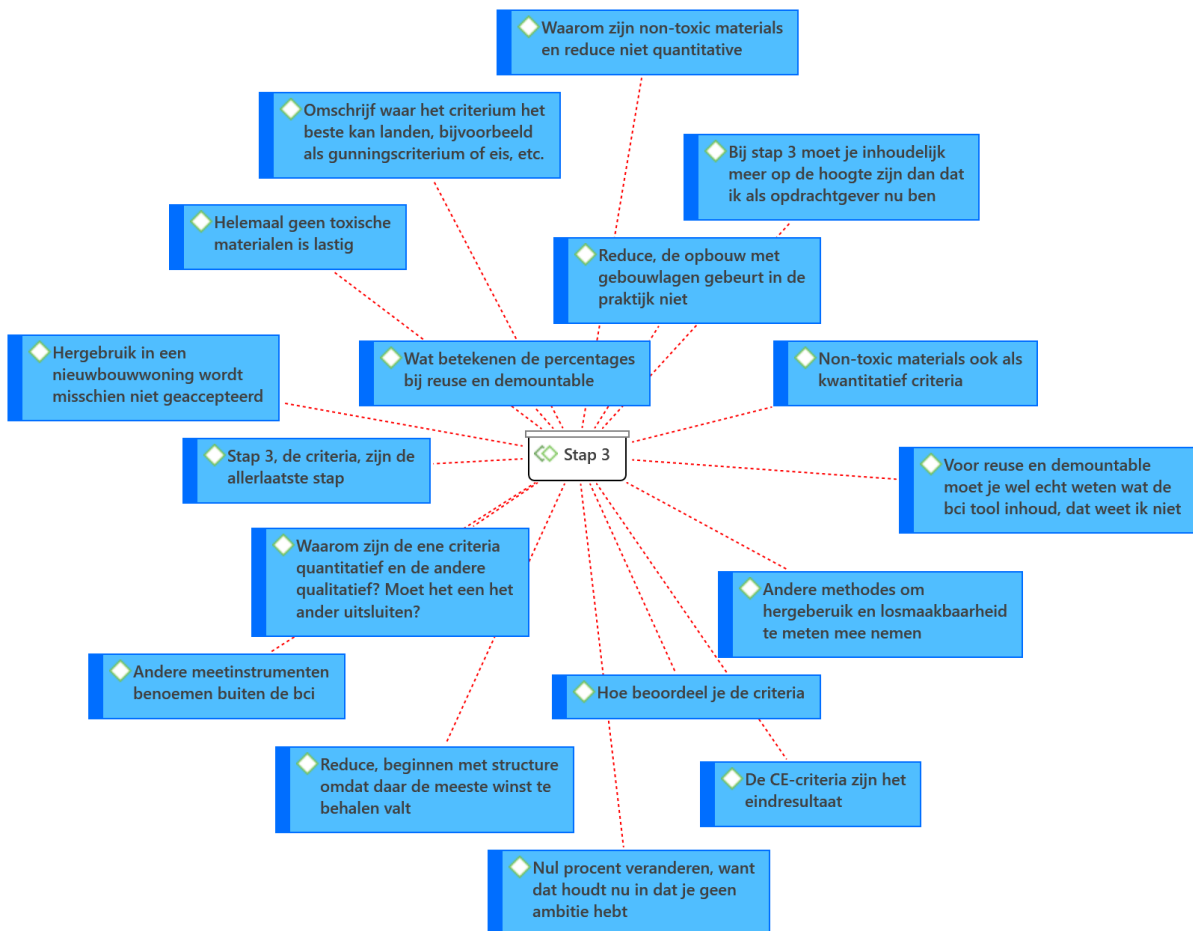 Waarom zijn non-toxic materials
en reduce niet quantitative
Omschrijf waar het criterium het
beste kan landen, bijvoorbeeld
als gunningscriterium of eis, etc.
Bij stap 3 moet je inhoudelijk
meer op de hoogte zijn dan dat
ik als opdrachtgever nu ben
Helemaal geen toxische
materialen is lastig
Reduce, de opbouw met
gebouwlagen gebeurt in de
praktijk niet
Hergebruik in een
nieuwbouwwoning wordt
misschien niet geaccepteerd
Wat betekenen de percentages
bij reuse en demountable
Non-toxic materials ook als
kwantitatief criteria
Stap 3, de criteria, zijn de
allerlaatste stap
Stap 3
Voor reuse en demountable
moet je wel echt weten wat de
bci tool inhoud, dat weet ik niet
Waarom zijn de ene criteria
quantitatief en de andere
qualitatief? Moet het een het
ander uitsluiten?
Andere methodes om
hergeberuik en losmaakbaarheid
te meten mee nemen
Andere meetinstrumenten
benoemen buiten de bci
Hoe beoordeel je de criteria
Reduce, beginnen met structure
omdat daar de meeste winst te
behalen valt
De CE-criteria zijn het
eindresultaat
Nul procent veranderen, want
dat houdt nu in dat je geen
ambitie hebt